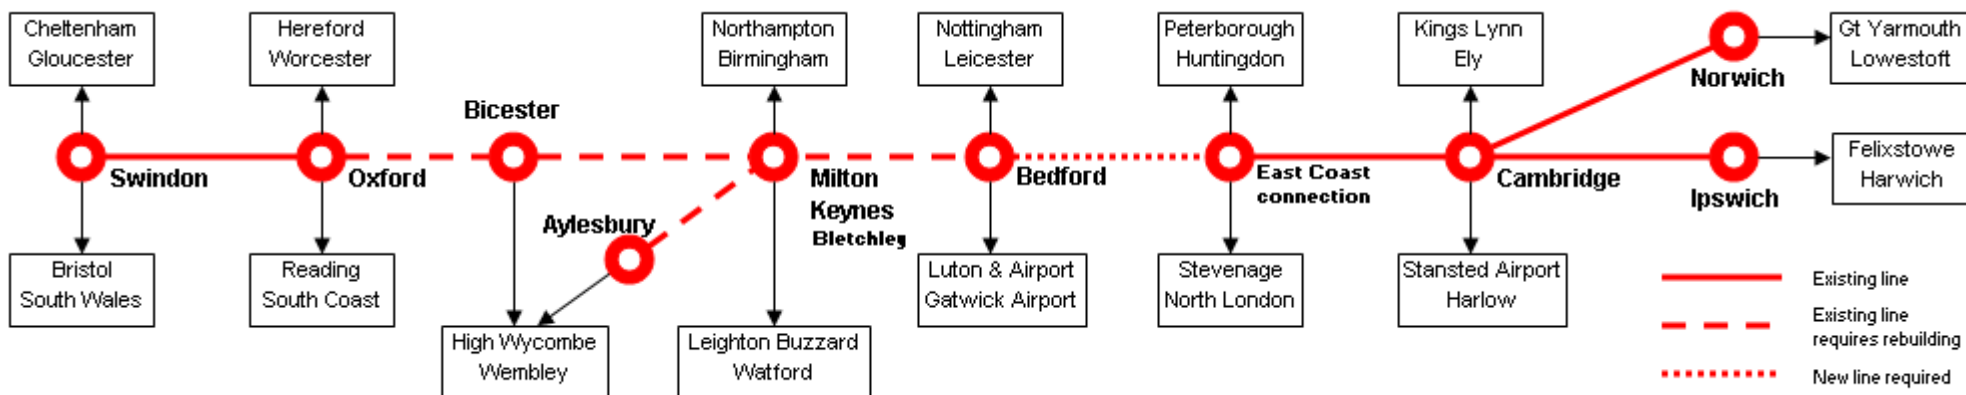 Cheltenham
Gloucester
Hereford
Worcester
Northampton
Birmingham
Nottingham
Leicester
Peterborough
Huntingdon
Kings Lynn
Ely
Gt Yarmouth
Lowestoft
Norwich
Bicester
Swindon
Oxford
Milton
Keynes
Bletchley
Bedford
East Coast
connection
Cambridge
Ipswich
Felixstowe
Harwich
Aylesbury
Bristol
South Wales
Reading
South Coast
High Wycombe
Wembley
Leighton Buzzard
Watford
Luton & Airport
Gatwick Airport
Stevenage
North London
Stansted Airport
Harlow
Existing line
Existing line
requires rebuilding
New line required